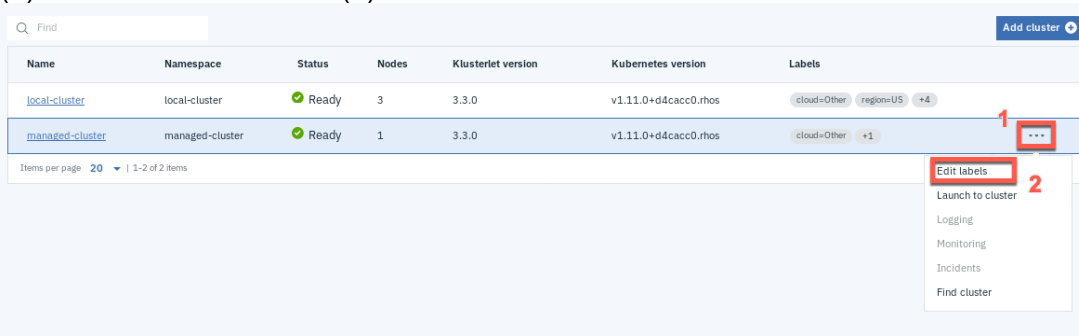 Find
Add cluster
Name Namespace Status Nodes Klusterlet version Kubernetes version Labels
local-cluster local-cluster Ready 3 3.3.0 v1.11.0+d4cacc0.rhos cloud=Other region=US +4
1
managed-cluster managed-cluster Ready 1 3.3.0 v1.11.0+d4cacc0.rhos cloud=Other +1
Items per page 20 | 1-2 of 2 items
Edit labels
2
Launch to cluster
Logging
Monitoring
Incidents
Find cluster